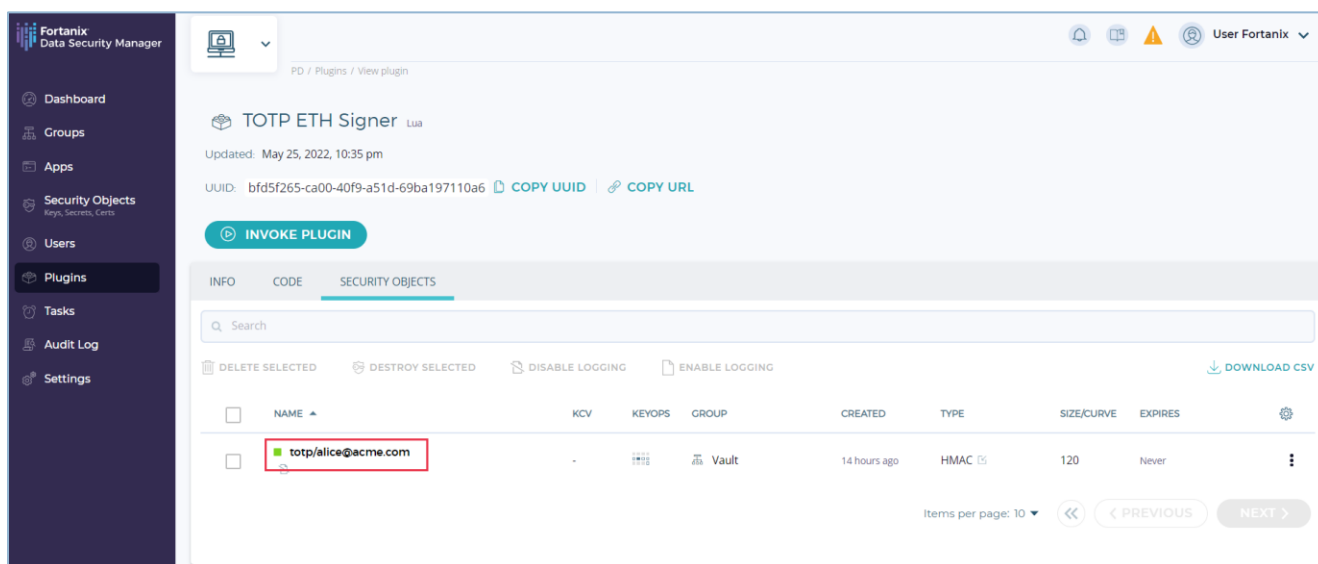 Fortanix
Data Security Manager
User Fortanix
PD / Plugins / View plugin
Dashboard
Groups
Apps
Security Objects
Keys, Secrets, Certs
Users
Plugins
Tasks
Audit Log
Settings
TOTP ETH Signer Lua
Updated: May 25, 2022, 10:35 pm
UUID: bfd5f265-ca00-40f9-a51d-69ba197110a6 COPY UUID COPY URL
INVOKE PLUGIN
INFO CODE SECURITY OBJECTS
Search
DELETE SELECTED DESTROY SELECTED DISABLE LOGGING ENABLE LOGGING DOWNLOAD CSV
NAME KCV KEYOPS GROUP CREATED TYPE SIZE/CURVE EXPIRES
totp/alice@acme.com - Vault 14 hours ago HMAC 120 Never
Items per page: 10 PREVIOUS NEXT